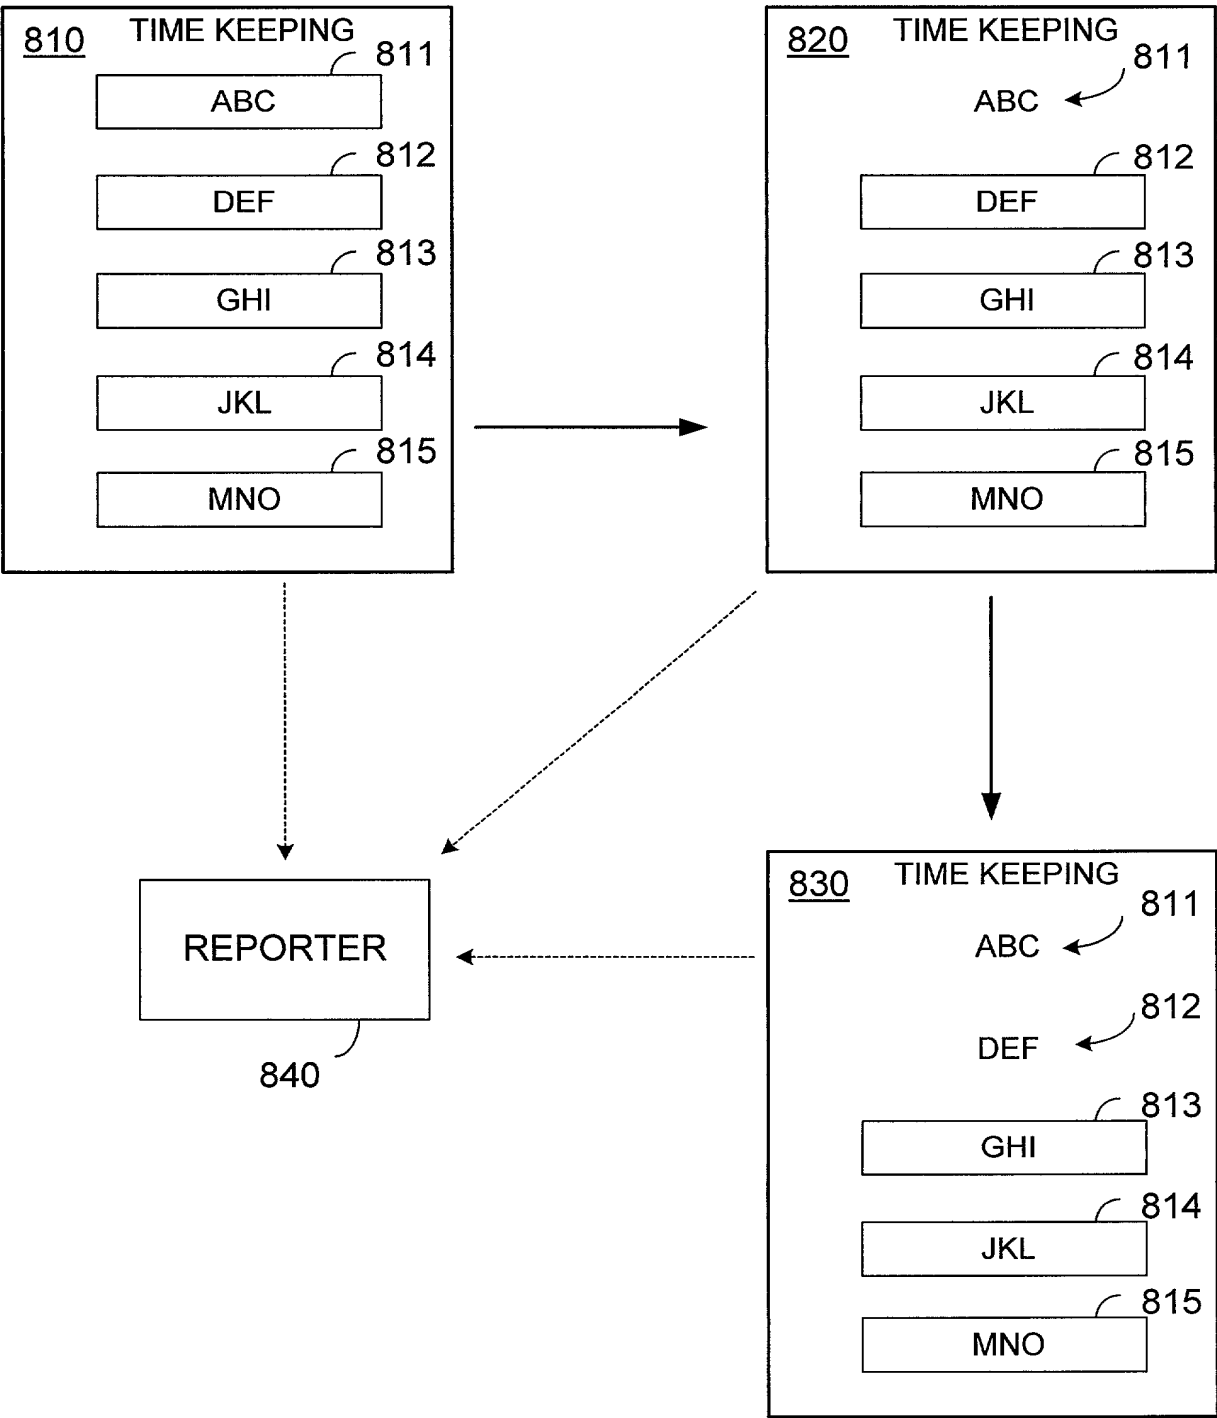 810 TIME KEEPING
811
ABC
812
DEF
813
GHI
814
JKL
815
MNO
820 TIME KEEPING
811
ABC
812
DEF
813
GHI
814
JKL
815
MNO
REPORTER
840
830 TIME KEEPING
811
ABC
812
DEF
813
GHI
814
JKL
815
MNO